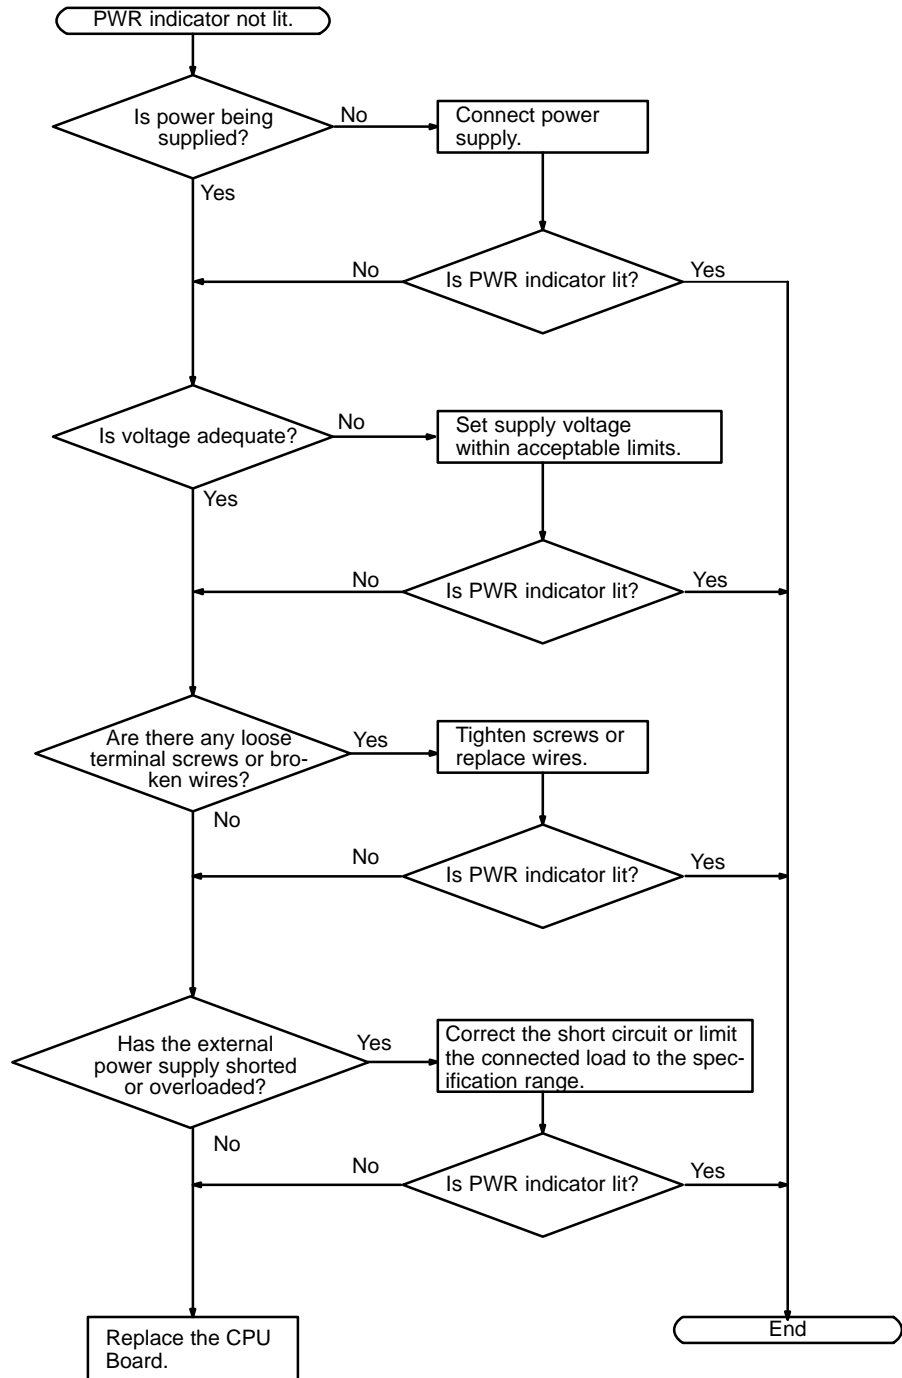 PWR indicator not lit.
Is power being
supplied?
No
Connect power
supply.
Yes
No
Is PWR indicator lit?
Yes
Is voltage adequate?
No
Set supply voltage
within acceptable limits.
Yes
No
Is PWR indicator lit?
Yes
Are there any loose
terminal screws or bro-
ken wires?
Yes
Tighten screws or
replace wires.
No
No
Is PWR indicator lit?
Yes
Has the external
power supply shorted
or overloaded?
Yes
Correct the short circuit or limit
the connected load to the spec-
ification range.
No
No
Is PWR indicator lit?
Yes
Replace the CPU
Board.
End